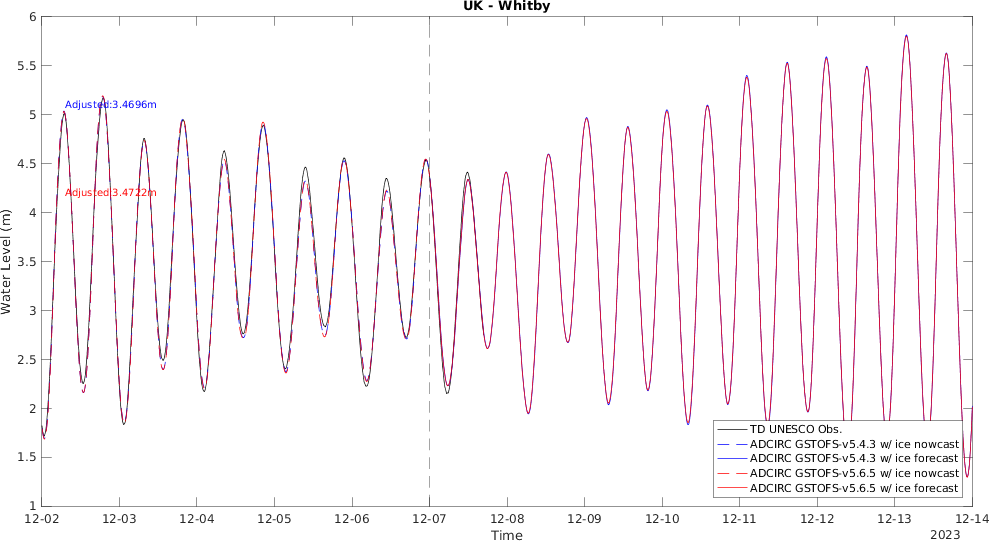 UK - Whitby
6
5.5
5
4.5
4
3.5
3
2.5
2
1.5
1
Water Level (m)
Adjusted:3.4696m
Adjusted:3.4722m
TD UNESCO Obs.
ADCIRC GSTOFS-v5.4.3 w/ ice nowcast
ADCIRC GSTOFS-v5.4.3 w/ ice forecast
ADCIRC GSTOFS-v5.6.5 w/ ice nowcast
ADCIRC GSTOFS-v5.6.5 w/ ice forecast
12-02 12-03 12-04 12-05 12-06 12-07 12-08 12-09 12-10 12-11 12-12 12-13 12-14
Time
2023